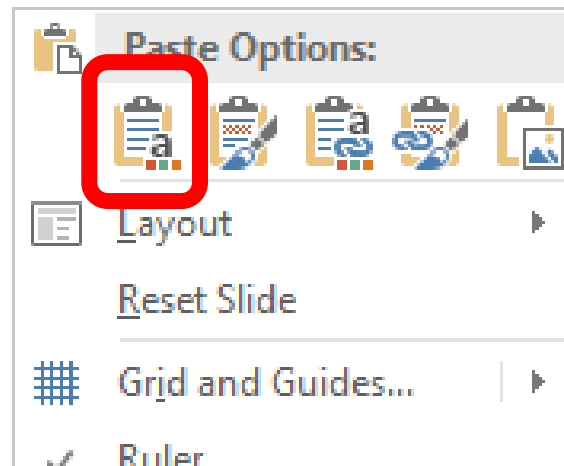 Paste Options:
a
a
Layout
Reset Slide
Grid and Guides...
Ruler